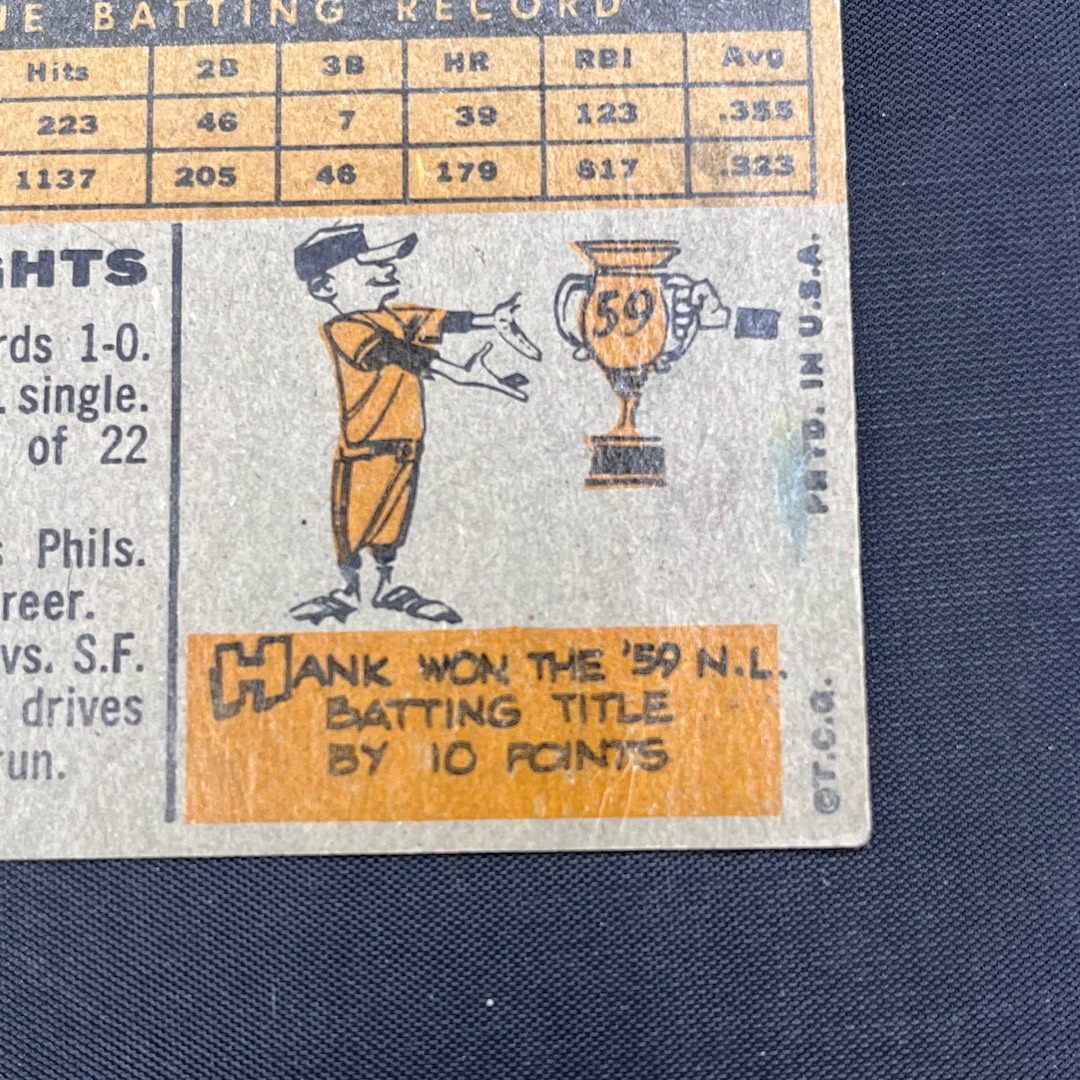 E BATTING RECORD
Hits 2B 3B HR RBI Avg
223 46 7 39 123 .355
1137 205 46 179 617 .323
GHTS
rds 1-0.
. single.
of 22
s Phils.
reer.
vs. S.F.
drives
run.
59
HANK WON THE '59 N.L.
BATTING TITLE
BY 10 POINTS
©T.C.G. PRTD. IN U.S.A.